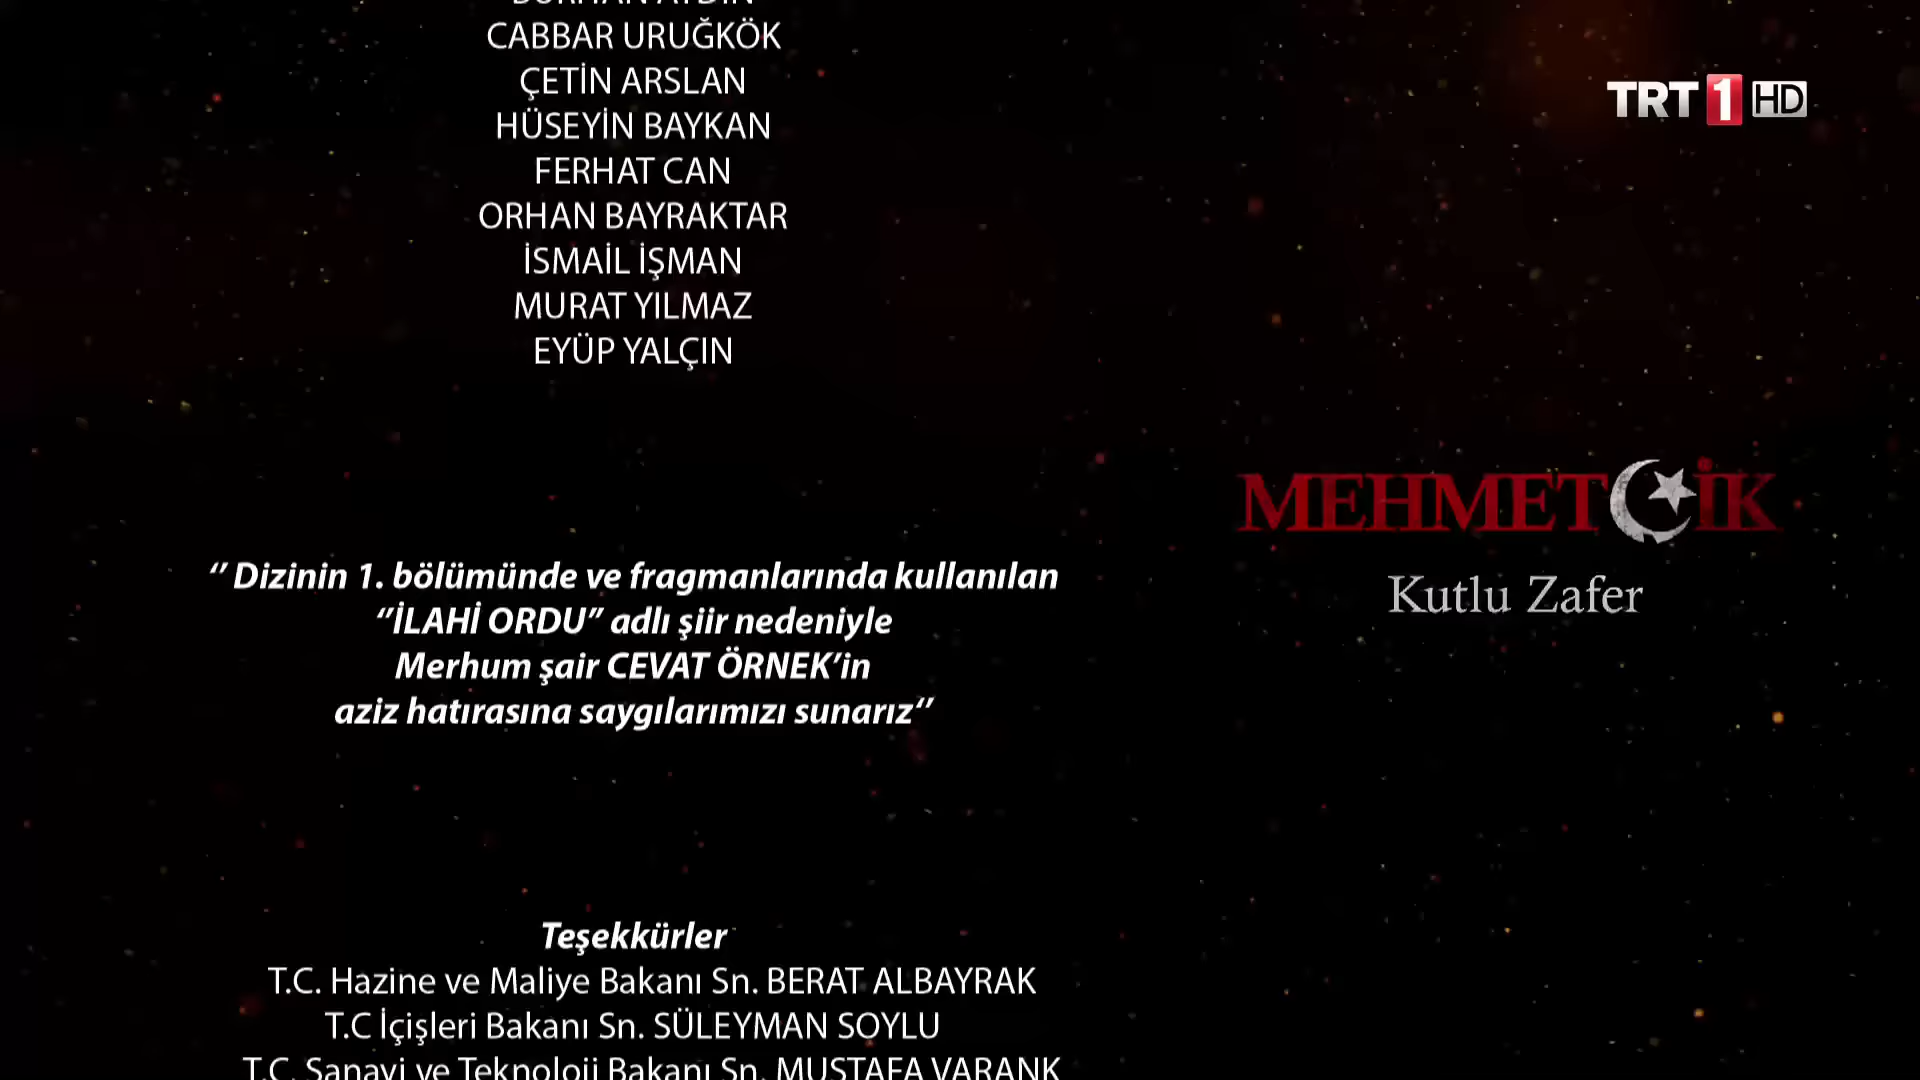 CABBAR URUĞKÖK
ÇETİN ARSLAN
HÜSEYİN BAYKAN
FERHAT CAN
ORHAN BAYRAKTAR
İSMAİL İŞMAN
MURAT YILMAZ
EYÜP YALÇIN
‘’ Dizinin 1. bölümünde ve fragmanlarında kullanılan
‘’İLAHİ ORDU’’ adlı şiir nedeniyle
Merhum şair CEVAT ÖRNEK’in
aziz hatırasına saygılarımızı sunarız‘’
Teşekkürler
T.C. Hazine ve Maliye Bakanı Sn. BERAT ALBAYRAK
T.C İçişleri Bakanı Sn. SÜLEYMAN SOYLU
T.C. Sanayi ve Teknoloji Bakanı Sn. MUSTAFA VARANK
TRT 1 HD
MEHMETÇİK
Kutlu Zafer